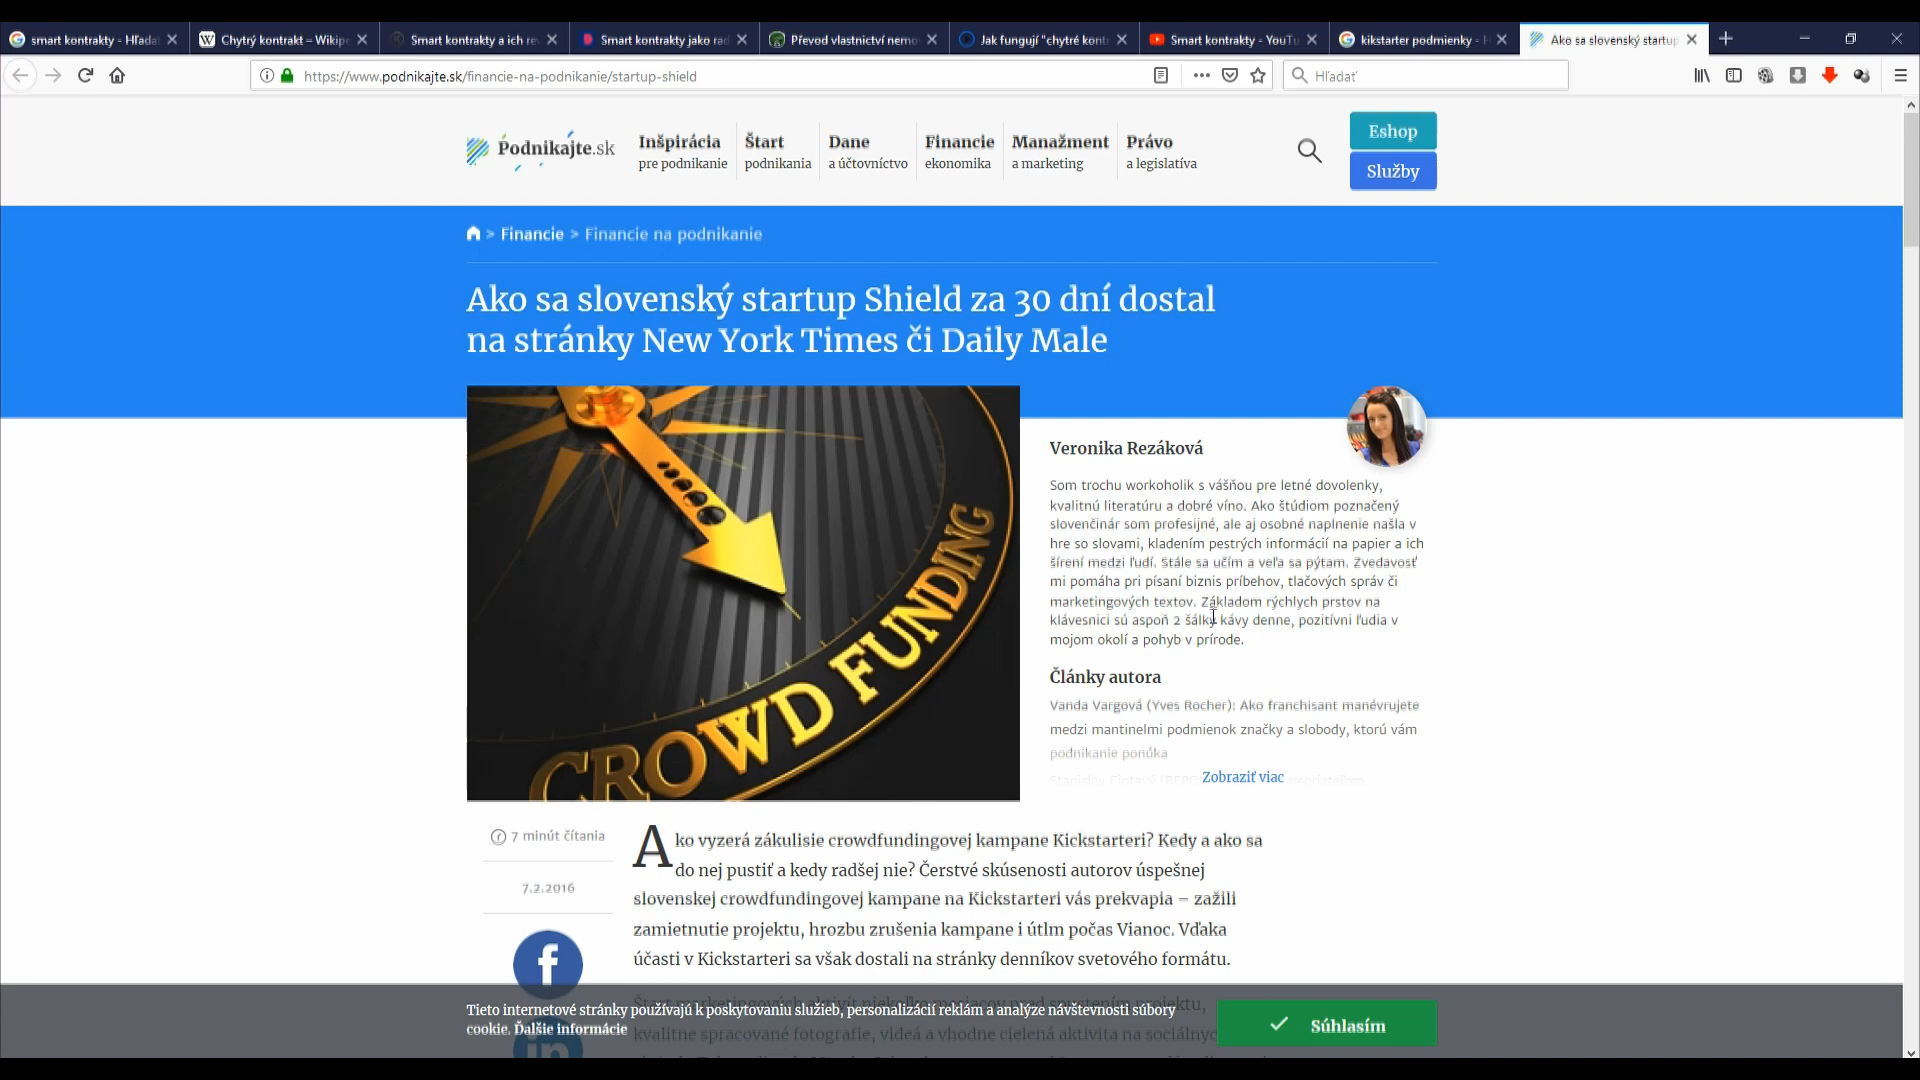 smart kontrakty - Hľada
Chytrý kontrakt – Wikip
Smart kontrakty a ich re
Smart kontrakty jako rad
Převod vlastnictví nemo
Jak fungují "chytré kont
Smart kontrakty - YouTu
kikstarter podmienky - H
Ako sa slovenský startup
https://www.podnikajte.sk/financie-na-podnikanie/startup-shield
Hľadať
Podnikajte.sk
Inšpirácia
pre podnikanie
Štart
podnikania
Dane
a účtovníctvo
Financie
ekonomika
Manažment
a marketing
Právo
a legislatíva
Eshop
Služby
> Financie > Financie na podnikanie
Ako sa slovenský startup Shield za 30 dní dostal
na stránky New York Times či Daily Male
CROWD FUNDING
Veronika Rezáková
Som trochu workoholik s vášňou pre letné dovolenky,
kvalitnú literatúru a dobré víno. Ako štúdiom poznačený
slovenčinár som profesijné, ale aj osobné naplnenie našla v
hre so slovami, kladením pestrých informácií na papier a ich
šírení medzi ľudí. Stále sa učím a veľa sa pýtam. Zvedavosť
mi pomáha pri písaní biznis príbehov, tlačových správ či
marketingových textov. Základom rýchlych prstov na
klávesnici sú aspoň 2 šálky kávy denne, pozitívni ľudia v
mojom okolí a pohyb v prírode.
Články autora
Vanda Vargová (Yves Rocher): Ako franchisant manévrujete
medzi mantinelmi podmienok značky a slobody, ktorú vám
podnikanie ponúka
Zobraziť viac
7 minút čítania
7.2.2016
Ako vyzerá zákulisie crowdfundingovej kampane Kickstarteri? Kedy a ako sa
do nej pustiť a kedy radšej nie? Čerstvé skúsenosti autorov úspešnej
slovenskej crowdfundingovej kampane na Kickstarteri vás prekvapia – zažili
zamietnutie projektu, hrozbu zrušenia kampane i útlm počas Vianoc. Vďaka
účasti v Kickstarteri sa však dostali na stránky denníkov svetového formátu.
Tieto internetové stránky používajú k poskytovaniu služieb, personalizácií reklám a analýze návštevnosti súbory
cookie. Ďalšie informácie
Súhlasím
kvalitne spracované fotografie, videá a vhodne cielená aktivita na sociálnyc